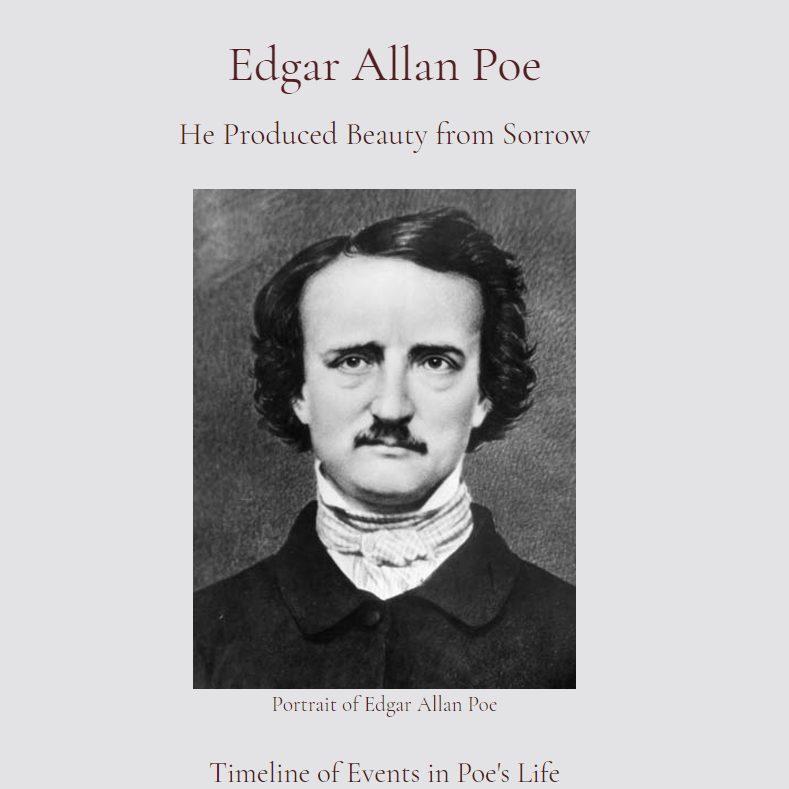 Edgar Allan Poe
He Produced Beauty from Sorrow
Portrait of Edgar Allan Poe
Timeline of Events in Poe's Life